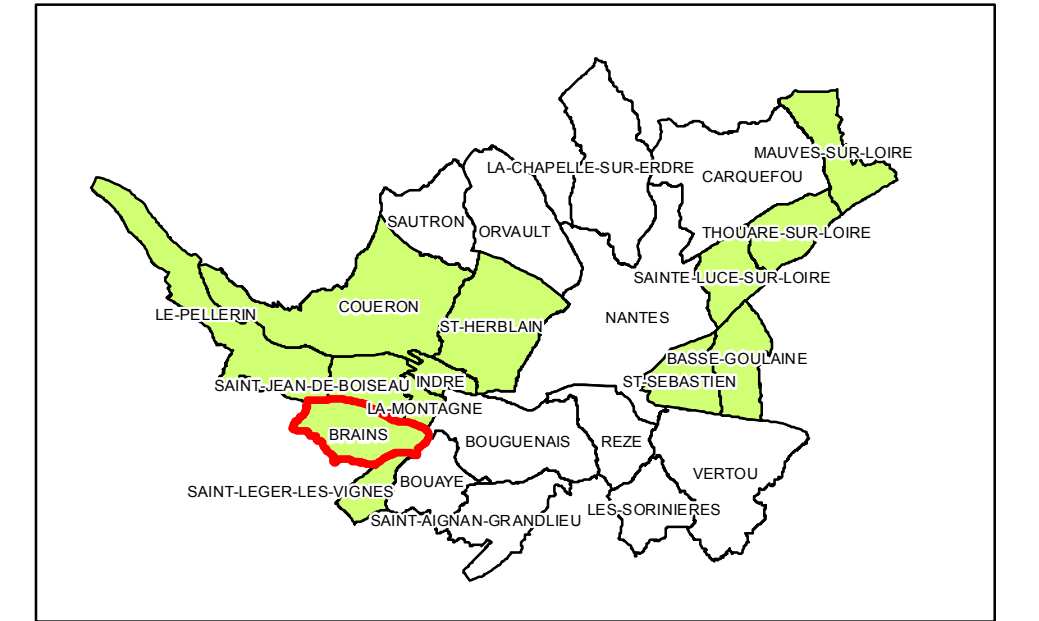 MAUVES-SUR-LOIRE
LA-CHAPELLE-SUR-ERDRE
CARQUEFOU
SAUTRON
ORVAULT
THOUARE-SUR-LOIRE
SAINTE-LUCE-SUR-LOIRE
COUERON
LE-PELLERIN
NANTES
ST-HERBLAIN
BASSE-GOULAINE
ST-SEBASTIEN
SAINT-JEAN-DE-BOISEAU
INDRE
LA-MONTAGNE
BRAINS
BOUGUENAIS
REZE
VERTOU
BOUAYE
SAINT-LEGER-LES-VIGNES
LES-SORINIERES
SAINT-AIGNAN-GRANDLIEU